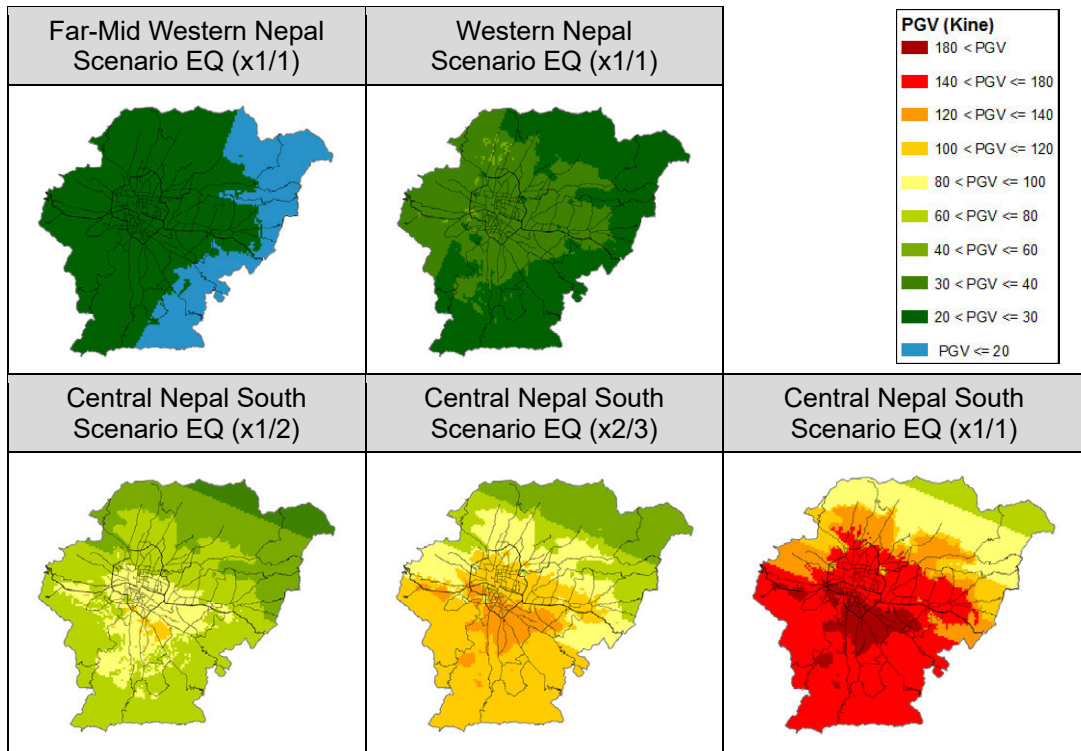 Far-Mid Western Nepal
Scenario EQ (x1/1)
Western Nepal
Scenario EQ (x1/1)
PGV (Kine)
180 < PGV
140 < PGV <= 180
120 < PGV <= 140
100 < PGV <= 120
80 < PGV <= 100
60 < PGV <= 80
40 < PGV <= 60
30 < PGV <= 40
20 < PGV <= 30
PGV <= 20
Central Nepal South
Scenario EQ (x1/2)
Central Nepal South
Scenario EQ (x2/3)
Central Nepal South
Scenario EQ (x1/1)